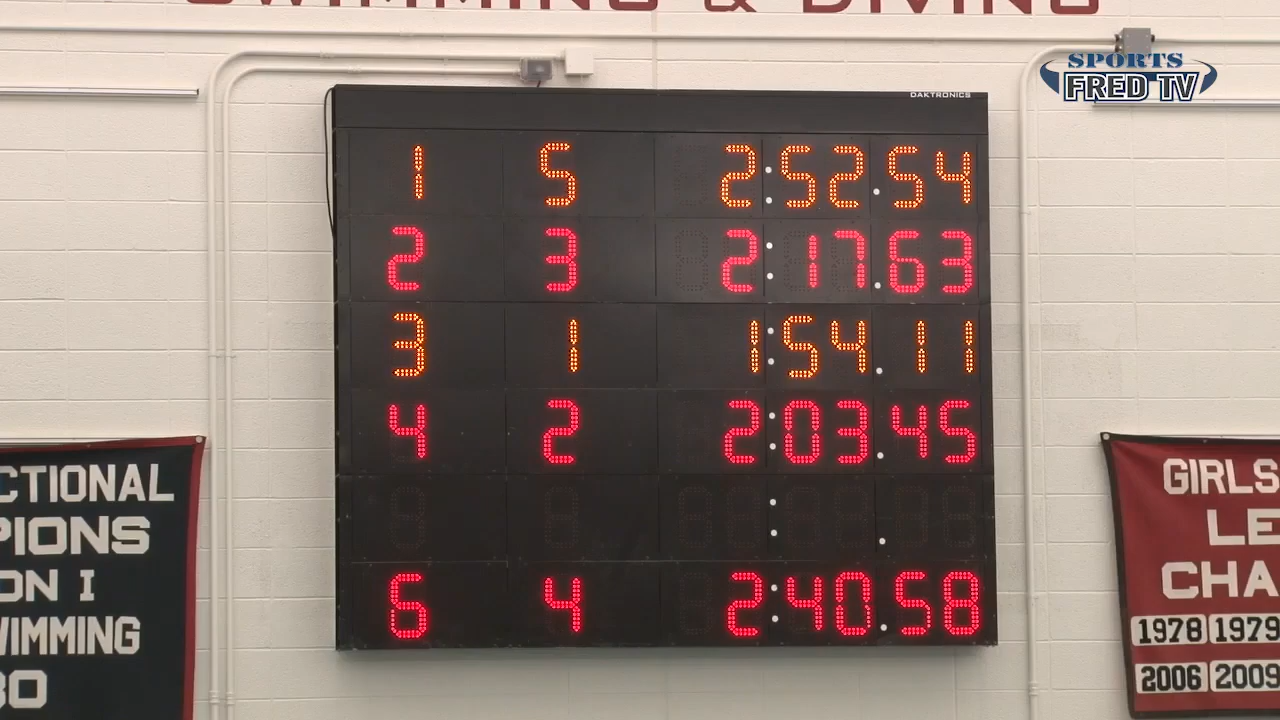 SWIMMING & DIVING
SPORTS
FRED TV
DAKTRONICS
1 5 2:52.54
2 3 2:17.63
3 1 1:54.11
4 2 2:03.45
6 4 2:40.58
CTIONAL
PIONS
ON I
WIMMING
80
GIRLS
LE
CHA
1978 1979
2006 2009